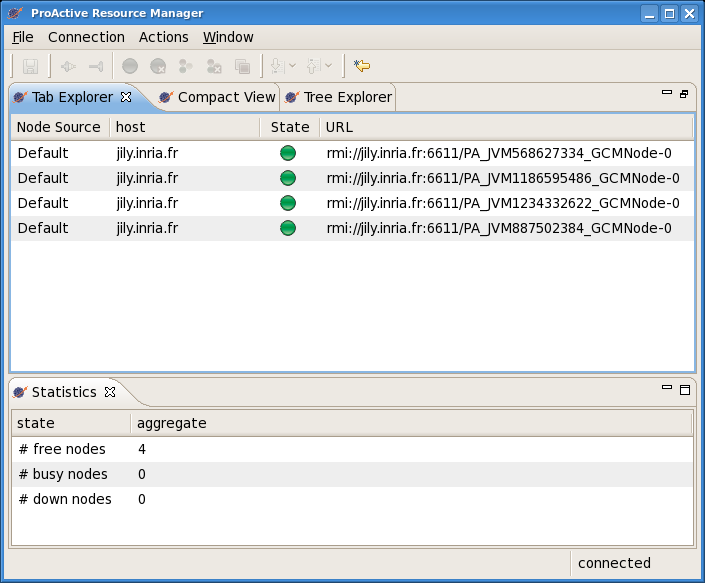 ProActive Resource Manager
File Connection Actions Window
Tab Explorer Compact View Tree Explorer
Node Source host State URL
Default jily.inria.fr rmi://jily.inria.fr:6611/PA_JVM568627334_GCMNode-0
Default jily.inria.fr rmi://jily.inria.fr:6611/PA_JVM1186595486_GCMNode-0
Default jily.inria.fr rmi://jily.inria.fr:6611/PA_JVM1234332622_GCMNode-0
Default jily.inria.fr rmi://jily.inria.fr:6611/PA_JVM887502384_GCMNode-0
Statistics
state aggregate
# free nodes 4
# busy nodes 0
# down nodes 0
connected